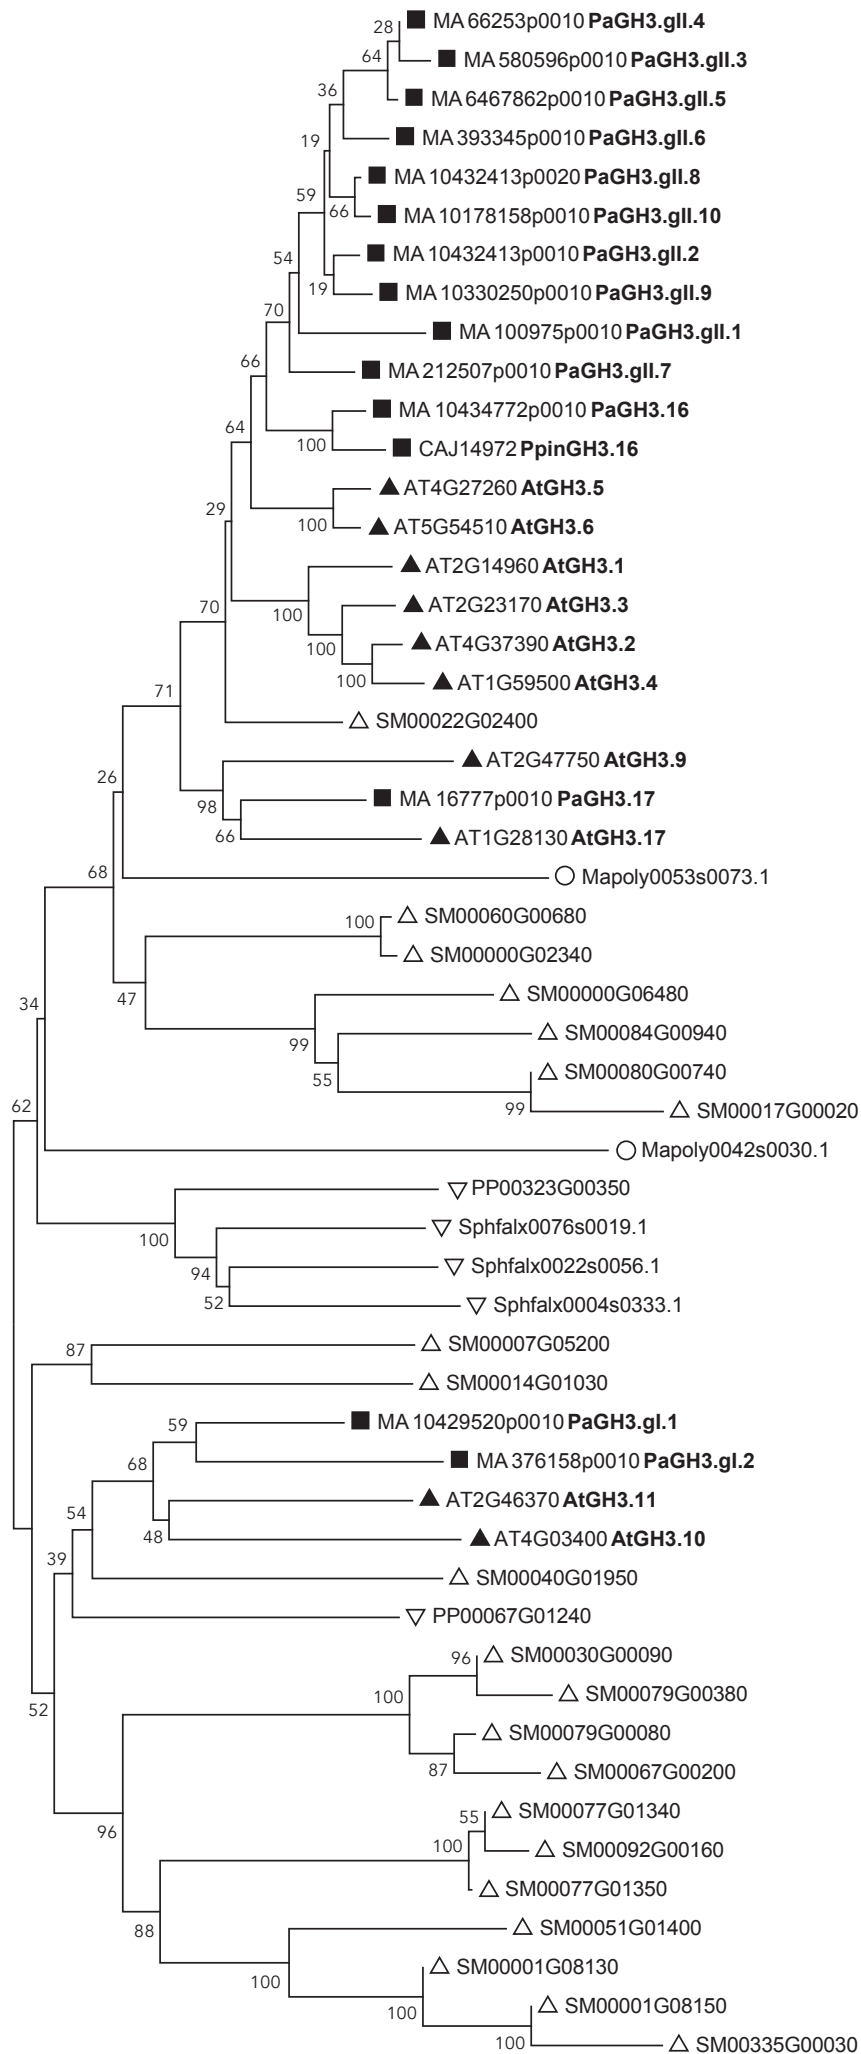 28
MA 66253p0010 PaGH3.gII.4
64
MA 580596p0010 PaGH3.gII.3
36
MA 6467862p0010 PaGH3.gII.5
19
MA 393345p0010 PaGH3.gII.6
59
MA 10432413p0020 PaGH3.gII.8
66
MA 10178158p0010 PaGH3.gII.10
54
MA 10432413p0010 PaGH3.gII.2
19
MA 10330250p0010 PaGH3.gII.9
70
MA 100975p0010 PaGH3.gII.1
66
MA 212507p0010 PaGH3.gII.7
64
MA 10434772p0010 PaGH3.16
100
CAJ14972 PpinGH3.16
29
AT4G27260 AtGH3.5
100
AT5G54510 AtGH3.6
AT2G14960 AtGH3.1
70
100
AT2G23170 AtGH3.3
100
AT4G37390 AtGH3.2
71
100
AT1G59500 AtGH3.4
SM00022G02400
26
AT2G47750 AtGH3.9
98
MA 16777p0010 PaGH3.17
66
AT1G28130 AtGH3.17
68
Mapoly0053s0073.1
100
SM00060G00680
SM00000G02340
34
47
SM00000G06480
99
SM00084G00940
55
SM00080G00740
62
99
SM00017G00020
Mapoly0042s0030.1
PP00323G00350
100
Sphfalx0076s0019.1
94
Sphfalx0022s0056.1
52
Sphfalx0004s0333.1
87
SM00007G05200
SM00014G01030
59
MA 10429520p0010 PaGH3.gI.1
68
MA 376158p0010 PaGH3.gI.2
54
AT2G46370 AtGH3.11
48
AT4G03400 AtGH3.10
39
SM00040G01950
PP00067G01240
96
SM00030G00090
100
SM00079G00380
52
SM00079G00080
87
SM00067G00200
96
55
SM00077G01340
100
SM00092G00160
SM00077G01350
88
SM00051G01400
100
SM00001G08130
100
SM00001G08150
100
SM00335G00030